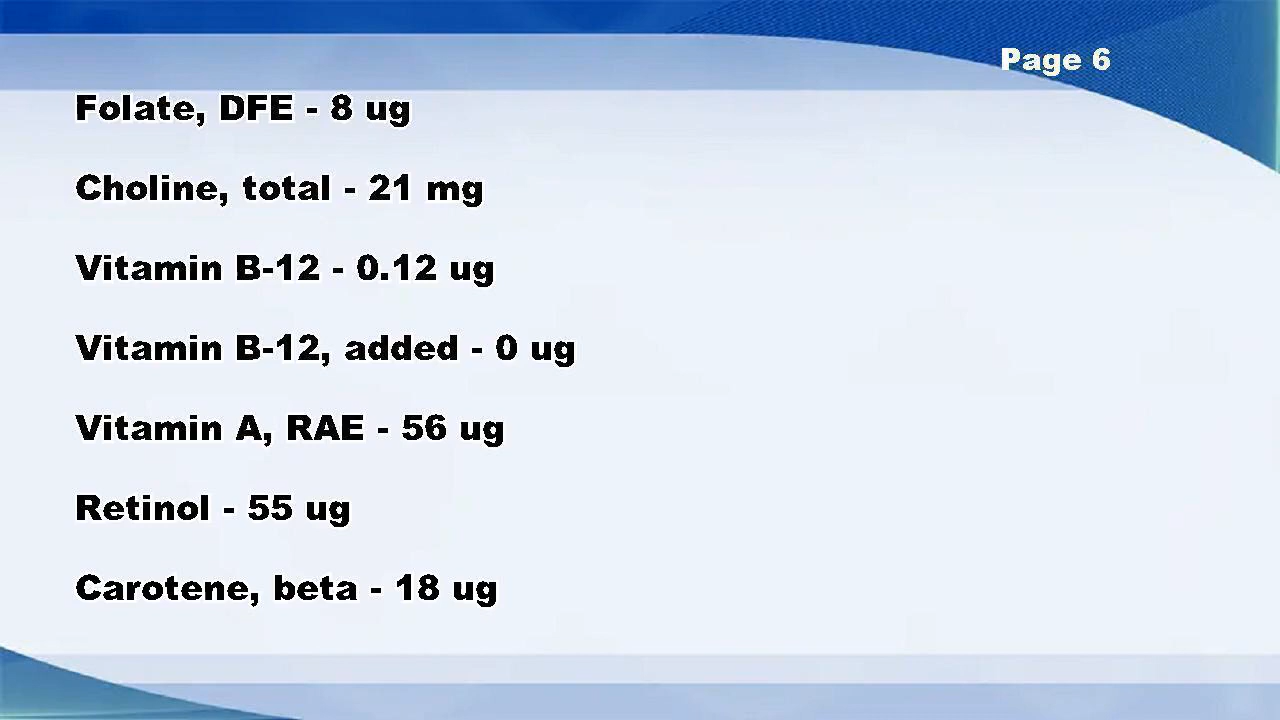 Page 6
Folate, DFE - 8 ug
Choline, total - 21 mg
Vitamin B-12 - 0.12 ug
Vitamin B-12, added - 0 ug
Vitamin A, RAE - 56 ug
Retinol - 55 ug
Carotene, beta - 18 ug